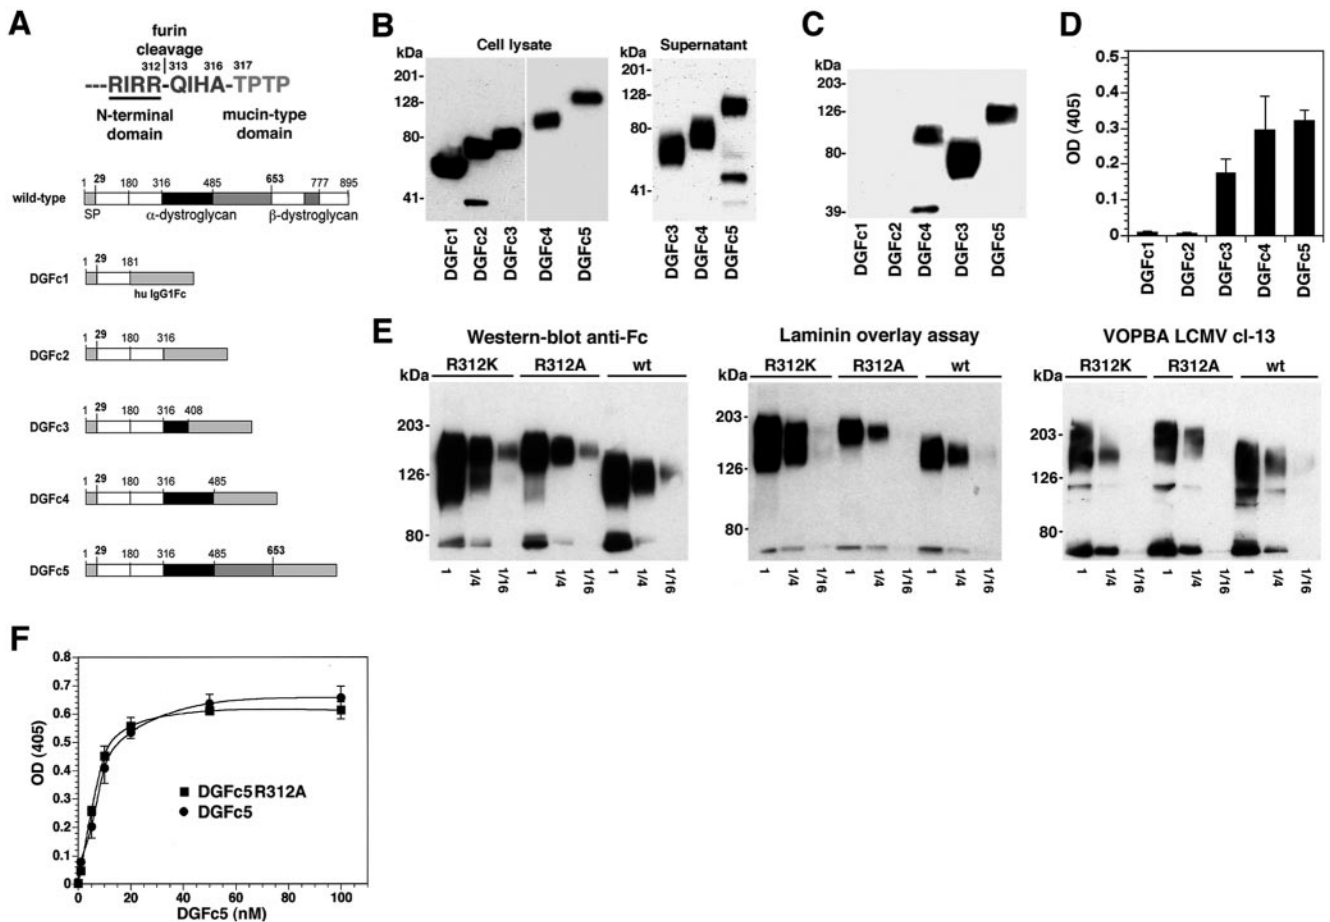 A
furin
cleavage
312 313 316 317
---RIRR-QIHA-TPTP
N-terminal
domain
mucin-type
domain
1 29 180 316 485 653 777 895
wild-type
SP α-dystroglycan β-dystroglycan
1 29 181
DGFc1
hu IgG1Fc
1 29 180 316
DGFc2
1 29 180 316 408
DGFc3
1 29 180 316 485
DGFc4
1 29 180 316 485 653
DGFc5
B
Cell lysate
kDa
201-
128-
80-
41-
DGFc1
DGFc2
DGFc3
DGFc4
DGFc5
Supernatant
kDa
201-
128-
80-
41-
DGFc3
DGFc4
DGFc5
C
kDa
203-
126-
80-
39-
DGFc1
DGFc2
DGFc4
DGFc3
DGFc5
D
OD (405)
0.5
0.4
0.3
0.2
0.1
0
DGFc1
DGFc2
DGFc3
DGFc4
DGFc5
E
Western-blot anti-Fc
R312K R312A wt
kDa
203-
126-
80-
1 1/4 1/16 1 1/4 1/16 1 1/4 1/16
Laminin overlay assay
R312K R312A wt
kDa
203-
126-
80-
1 1/4 1/16 1 1/4 1/16 1 1/4 1/16
VOPBA LCMV cl-13
R312K R312A wt
kDa
203-
126-
80-
1 1/4 1/16 1 1/4 1/16 1 1/4 1/16
F
OD (405)
0.8
0.7
0.6
0.5
0.4
0.3
0.2
0.1
0
DGFc5R312A
DGFc5
0 20 40 60 80 100
DGFc5 (nM)